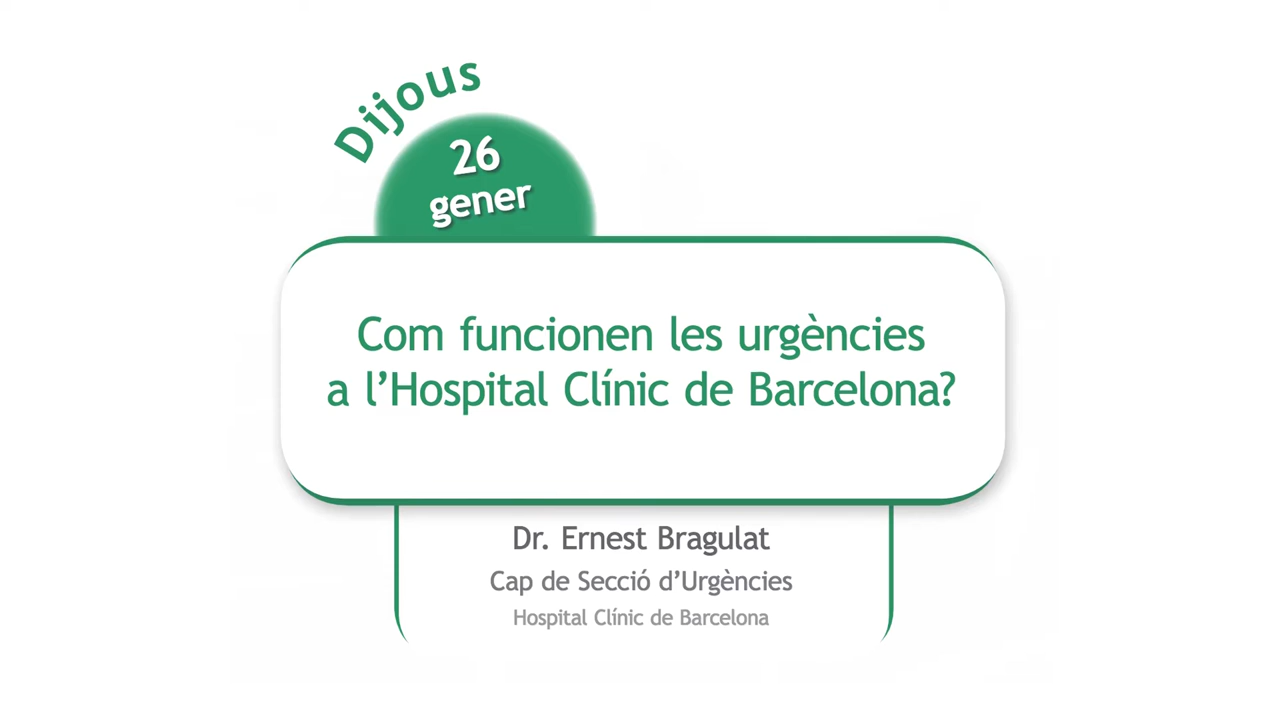 Dijous
26
gener
Com funcionen les urgències
a l’Hospital Clínic de Barcelona?
Dr. Ernest Bragulat
Cap de Secció d’Urgències
Hospital Clínic de Barcelona